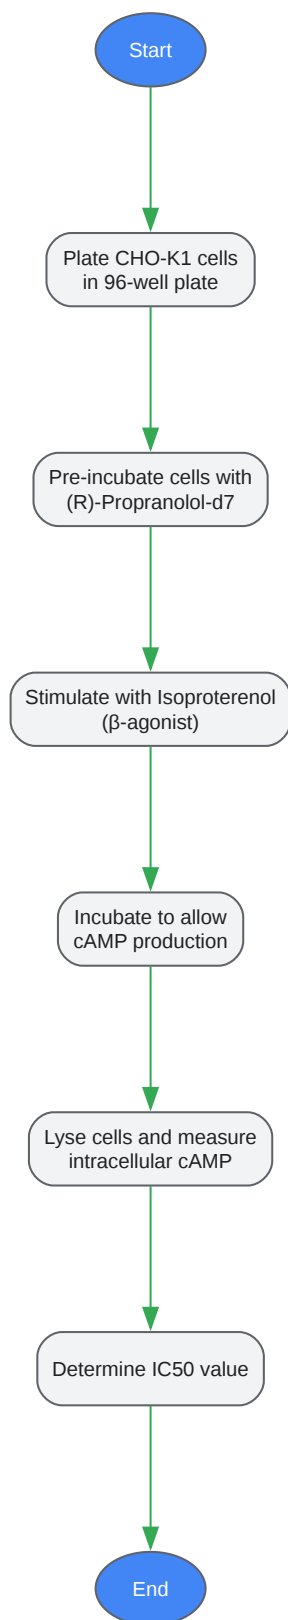 Start
Plate CHO-K1 cells
in 96-well plate
Pre-incubate cells with
(R)-Propranolol-d7
Stimulate with Isoproterenol
(β-agonist)
Incubate to allow
cAMP production
Lyse cells and measure
intracellular cAMP
Determine IC50 value
End